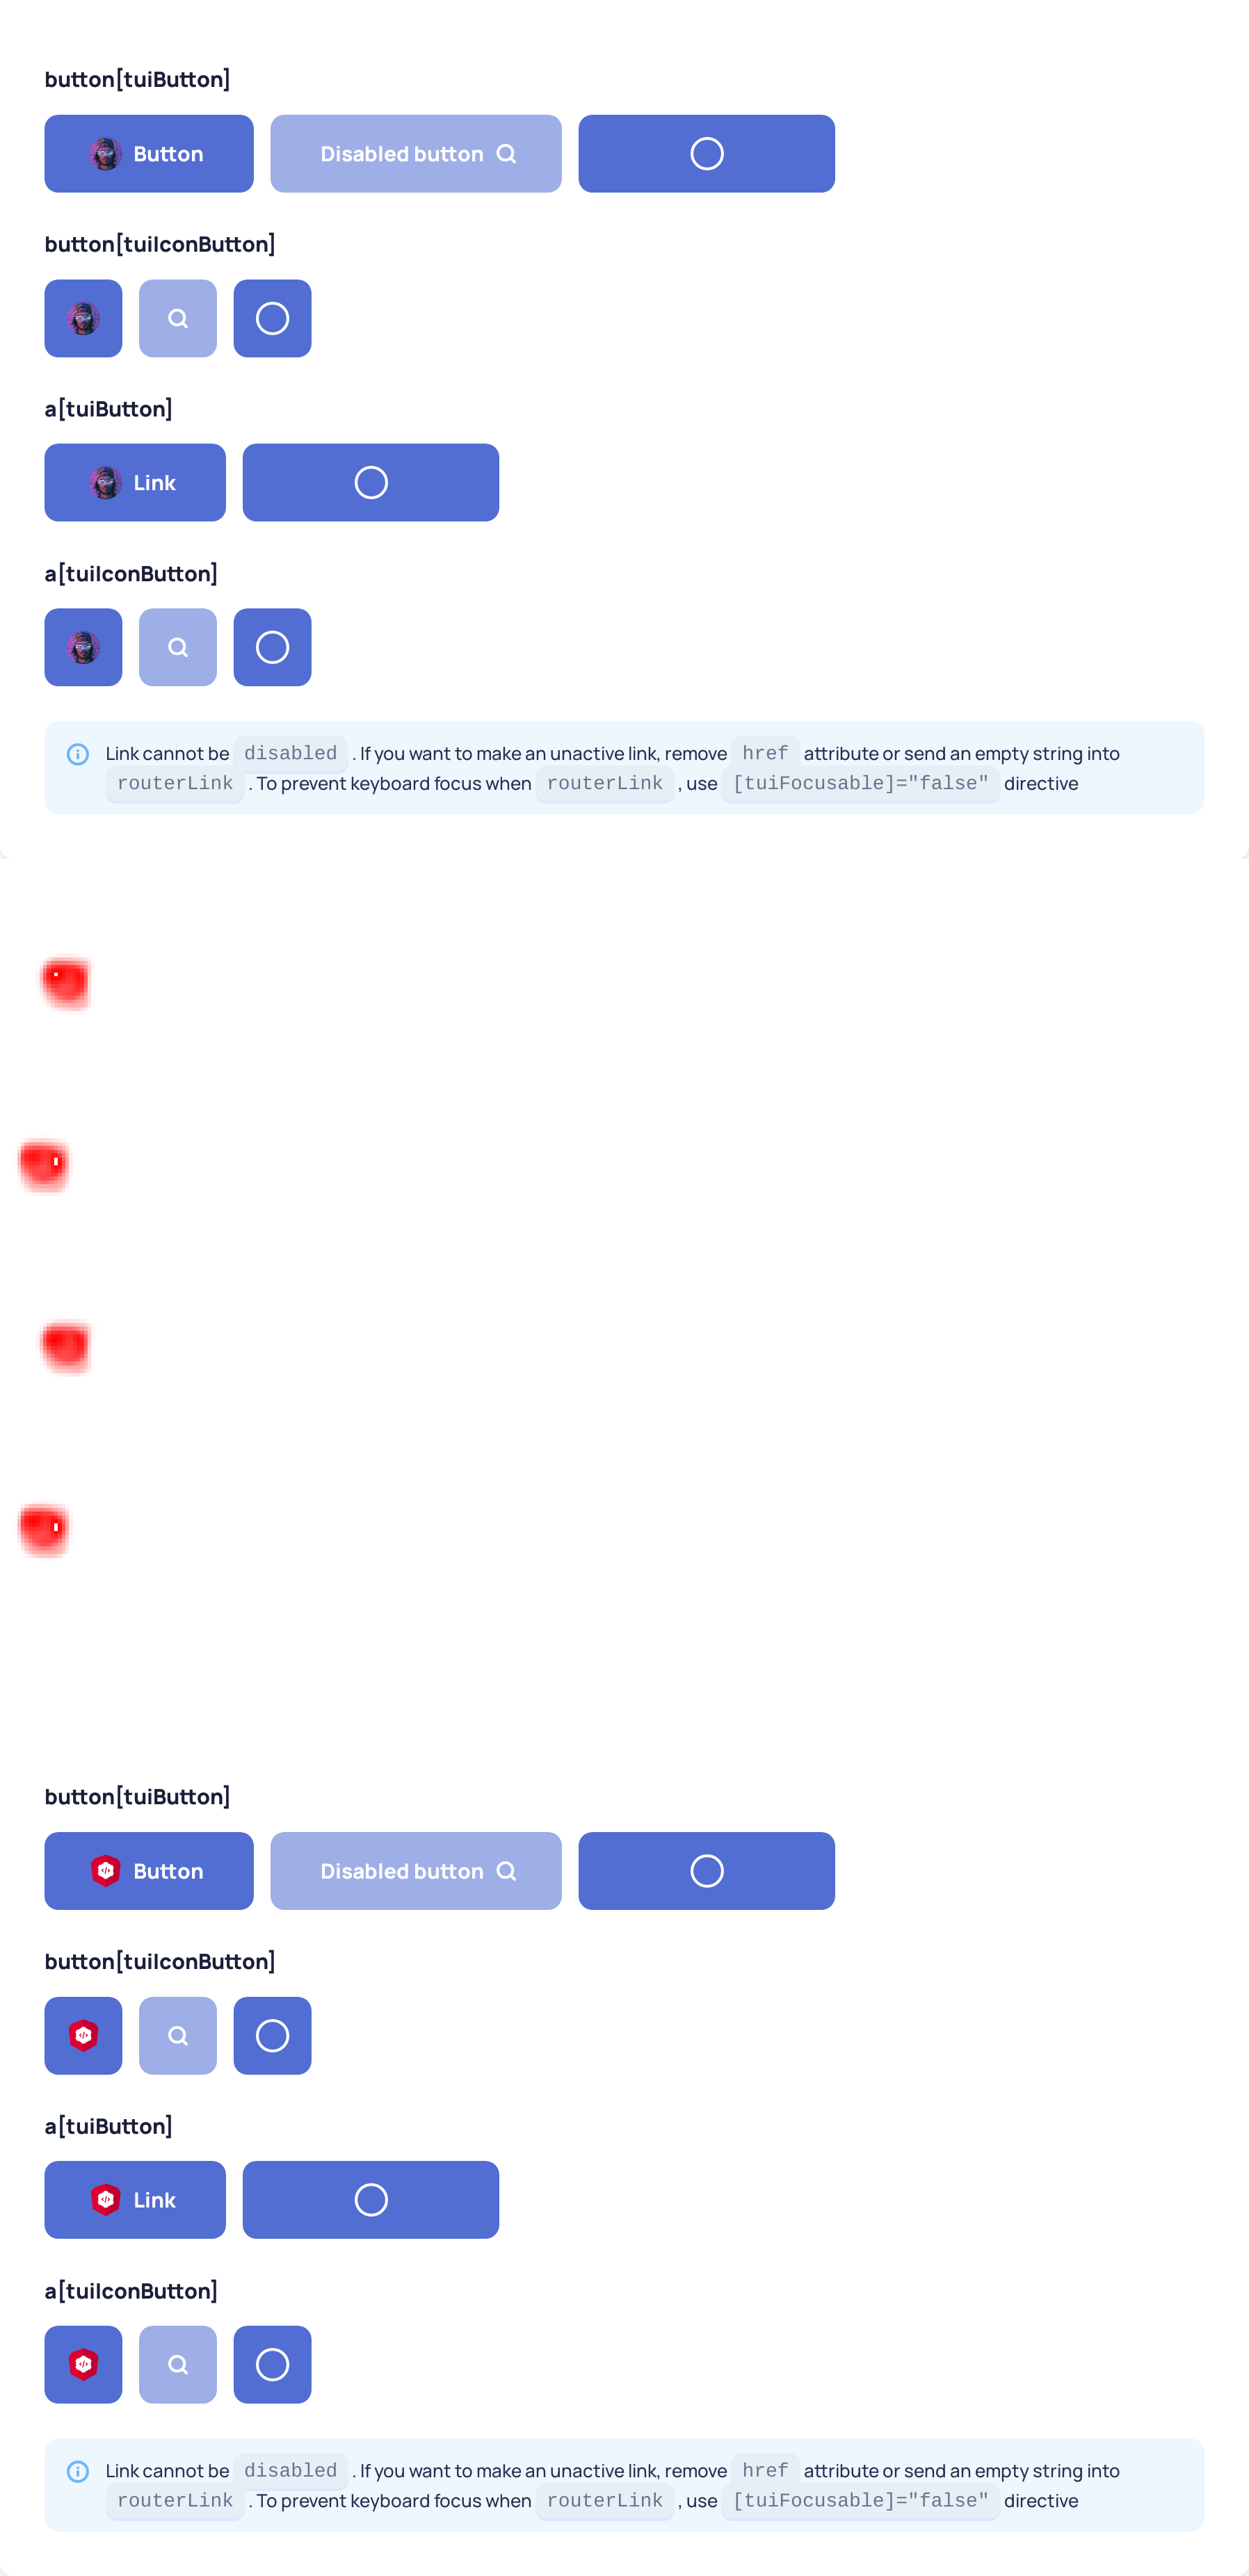 button[tuiButton]
Button
Disabled button
button[tuiIconButton]
a[tuiButton]
Link
a[tuiIconButton]
Link cannot be disabled . If you want to make an unactive link, remove href attribute or send an empty string into
routerLink . To prevent keyboard focus when routerLink , use [tuiFocusable]="false" directive
button[tuiButton]
Button
Disabled button
button[tuiIconButton]
a[tuiButton]
Link
a[tuiIconButton]
Link cannot be disabled . If you want to make an unactive link, remove href attribute or send an empty string into
routerLink . To prevent keyboard focus when routerLink , use [tuiFocusable]="false" directive